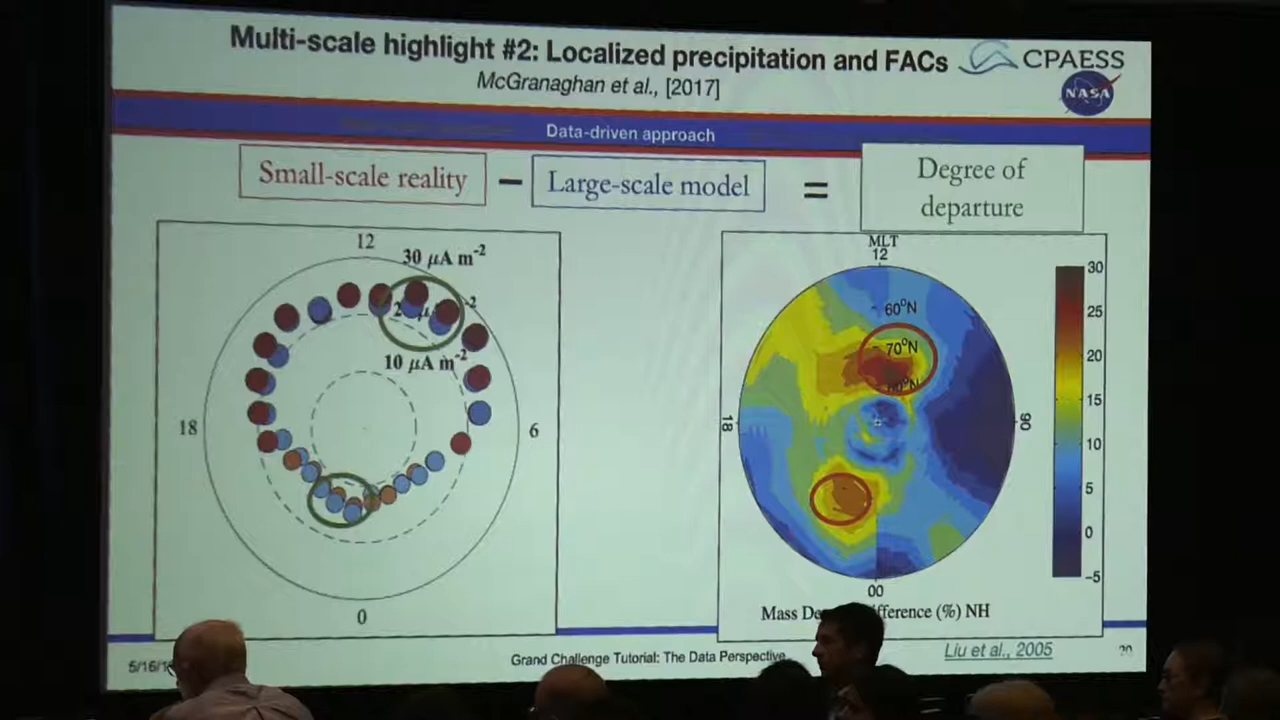 Multi-scale highlight #2: Localized precipitation and FACs
CPAESS
McGranaghan et al., [2017]
NASA
Data-driven approach
Small-scale reality
−
Large-scale model
=
Degree of
departure
12
30 μA m-2
10 μA m-2
18
6
0
MLT
12
60°N
70°N
18
06
00
30
25
20
15
10
5
0
−5
Mass
(%) NH
Liu et al., 2005
Grand Challenge Tutorial: The Data Perspective
20